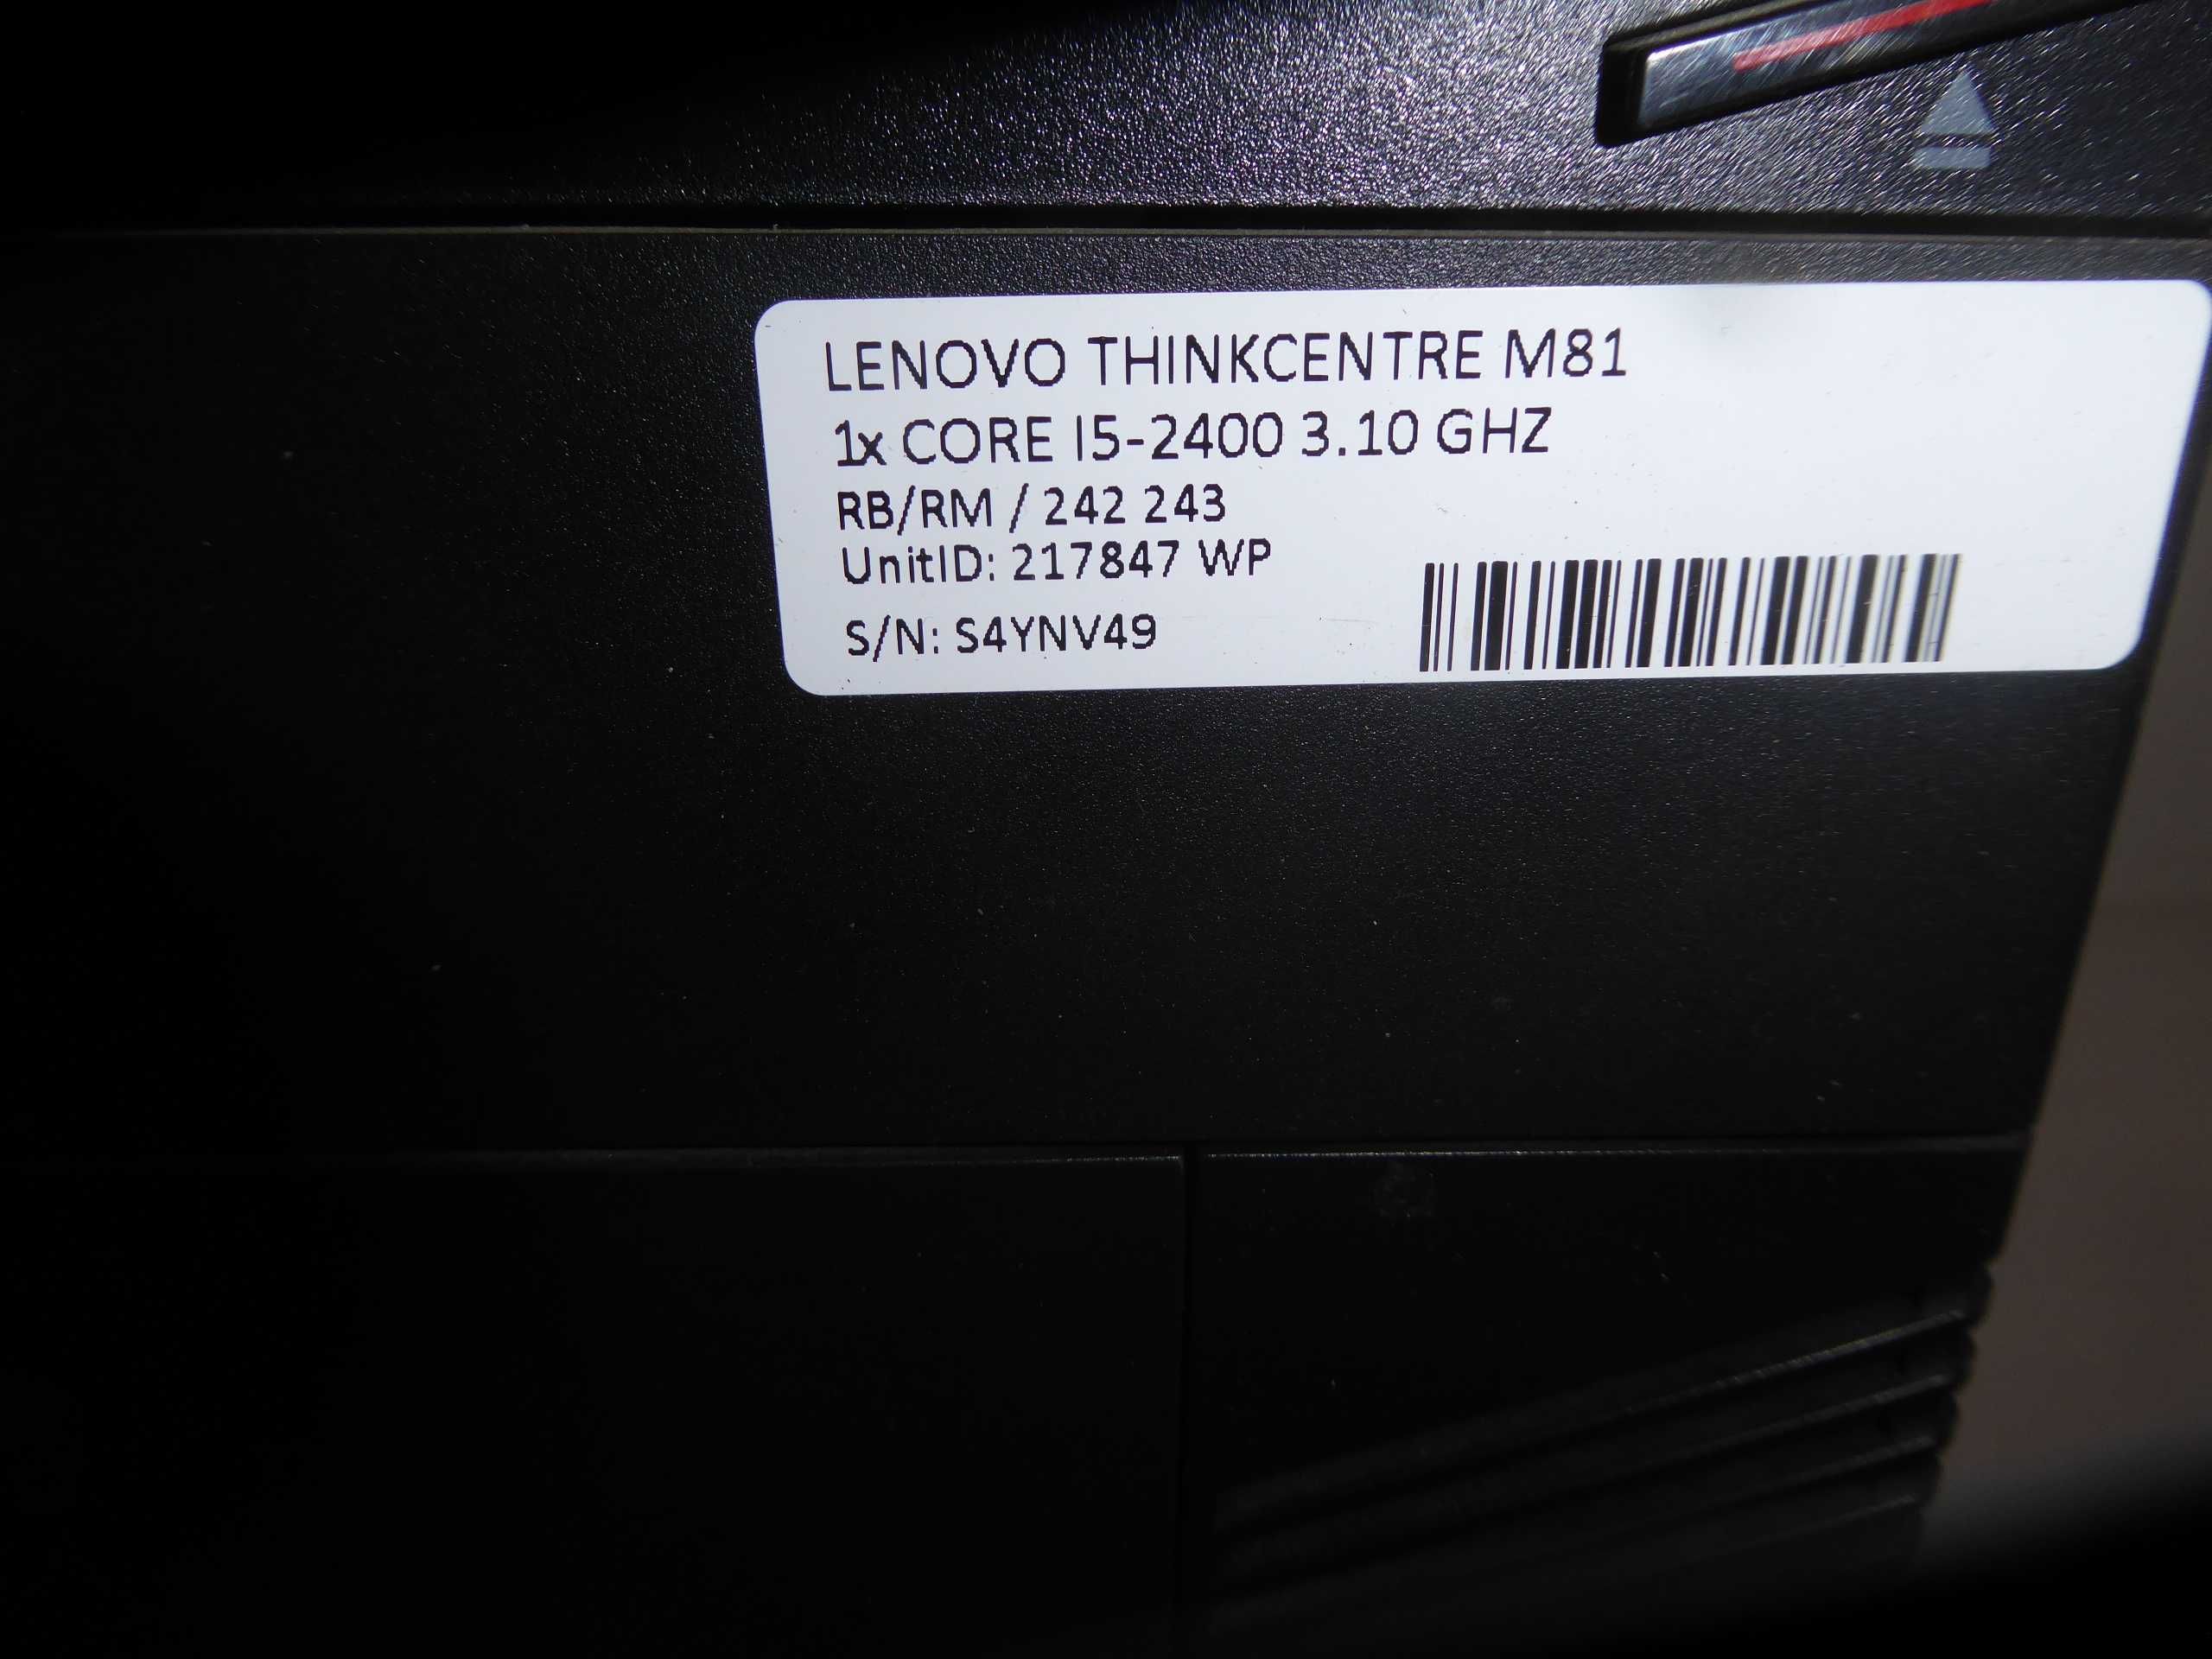 LENOVO THINKCENTRE M81
1x CORE I5-2400 3.10 GHZ
RB/RM / 242 243
UnitID: 217847 WP
S/N: S4YNV49